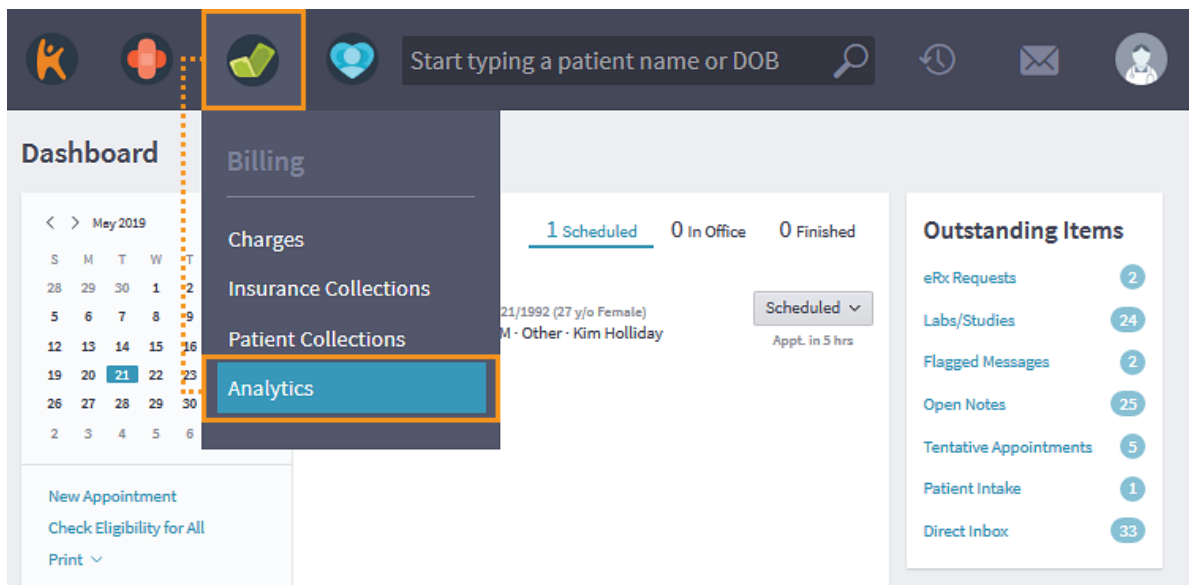 Start typing a patient name or DOB
Dashboard
Billing
Charges
Insurance Collections
Patient Collections
Analytics
May 2019
S M T W T
28 29 30 1 2
5 6 7 8 9
12 13 14 15 16
19 20 21 22 23
26 27 28 29 30
2 3 4 5 6
New Appointment
Check Eligibility for All
Print
1 Scheduled 0 In Office 0 Finished
21/1992 (27 y/o Female)
M · Other · Kim Holliday
Scheduled
Appt. in 5 hrs
Outstanding Items
eRx Requests 2
Labs/Studies 24
Flagged Messages 2
Open Notes 25
Tentative Appointments 5
Patient Intake 1
Direct Inbox 33